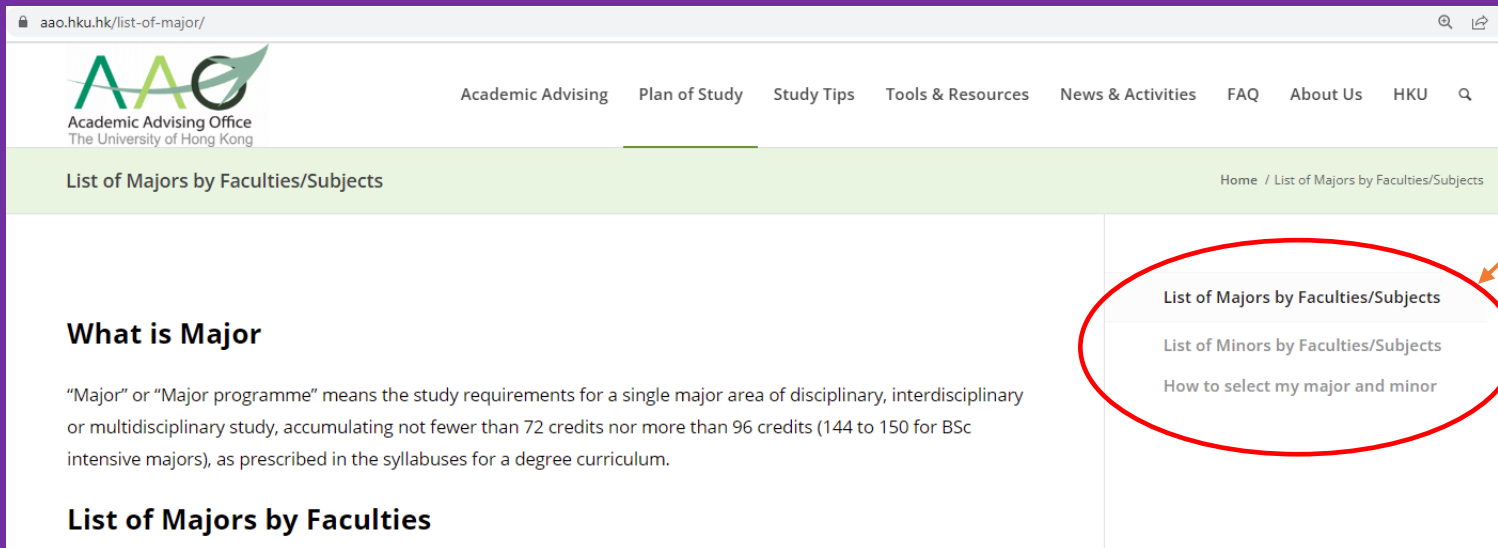 aao.hku.hk/list-of-major/
AAO
Academic Advising Office
The University of Hong Kong
Academic Advising Plan of Study Study Tips Tools & Resources News & Activities FAQ About Us HKU
List of Majors by Faculties/Subjects
Home / List of Majors by Faculties/Subjects
What is Major
“Major” or “Major programme” means the study requirements for a single major area of disciplinary, interdisciplinary
or multidisciplinary study, accumulating not fewer than 72 credits nor more than 96 credits (144 to 150 for BSc
intensive majors), as prescribed in the syllabuses for a degree curriculum.
List of Majors by Faculties
List of Majors by Faculties/Subjects
List of Minors by Faculties/Subjects
How to select my major and minor